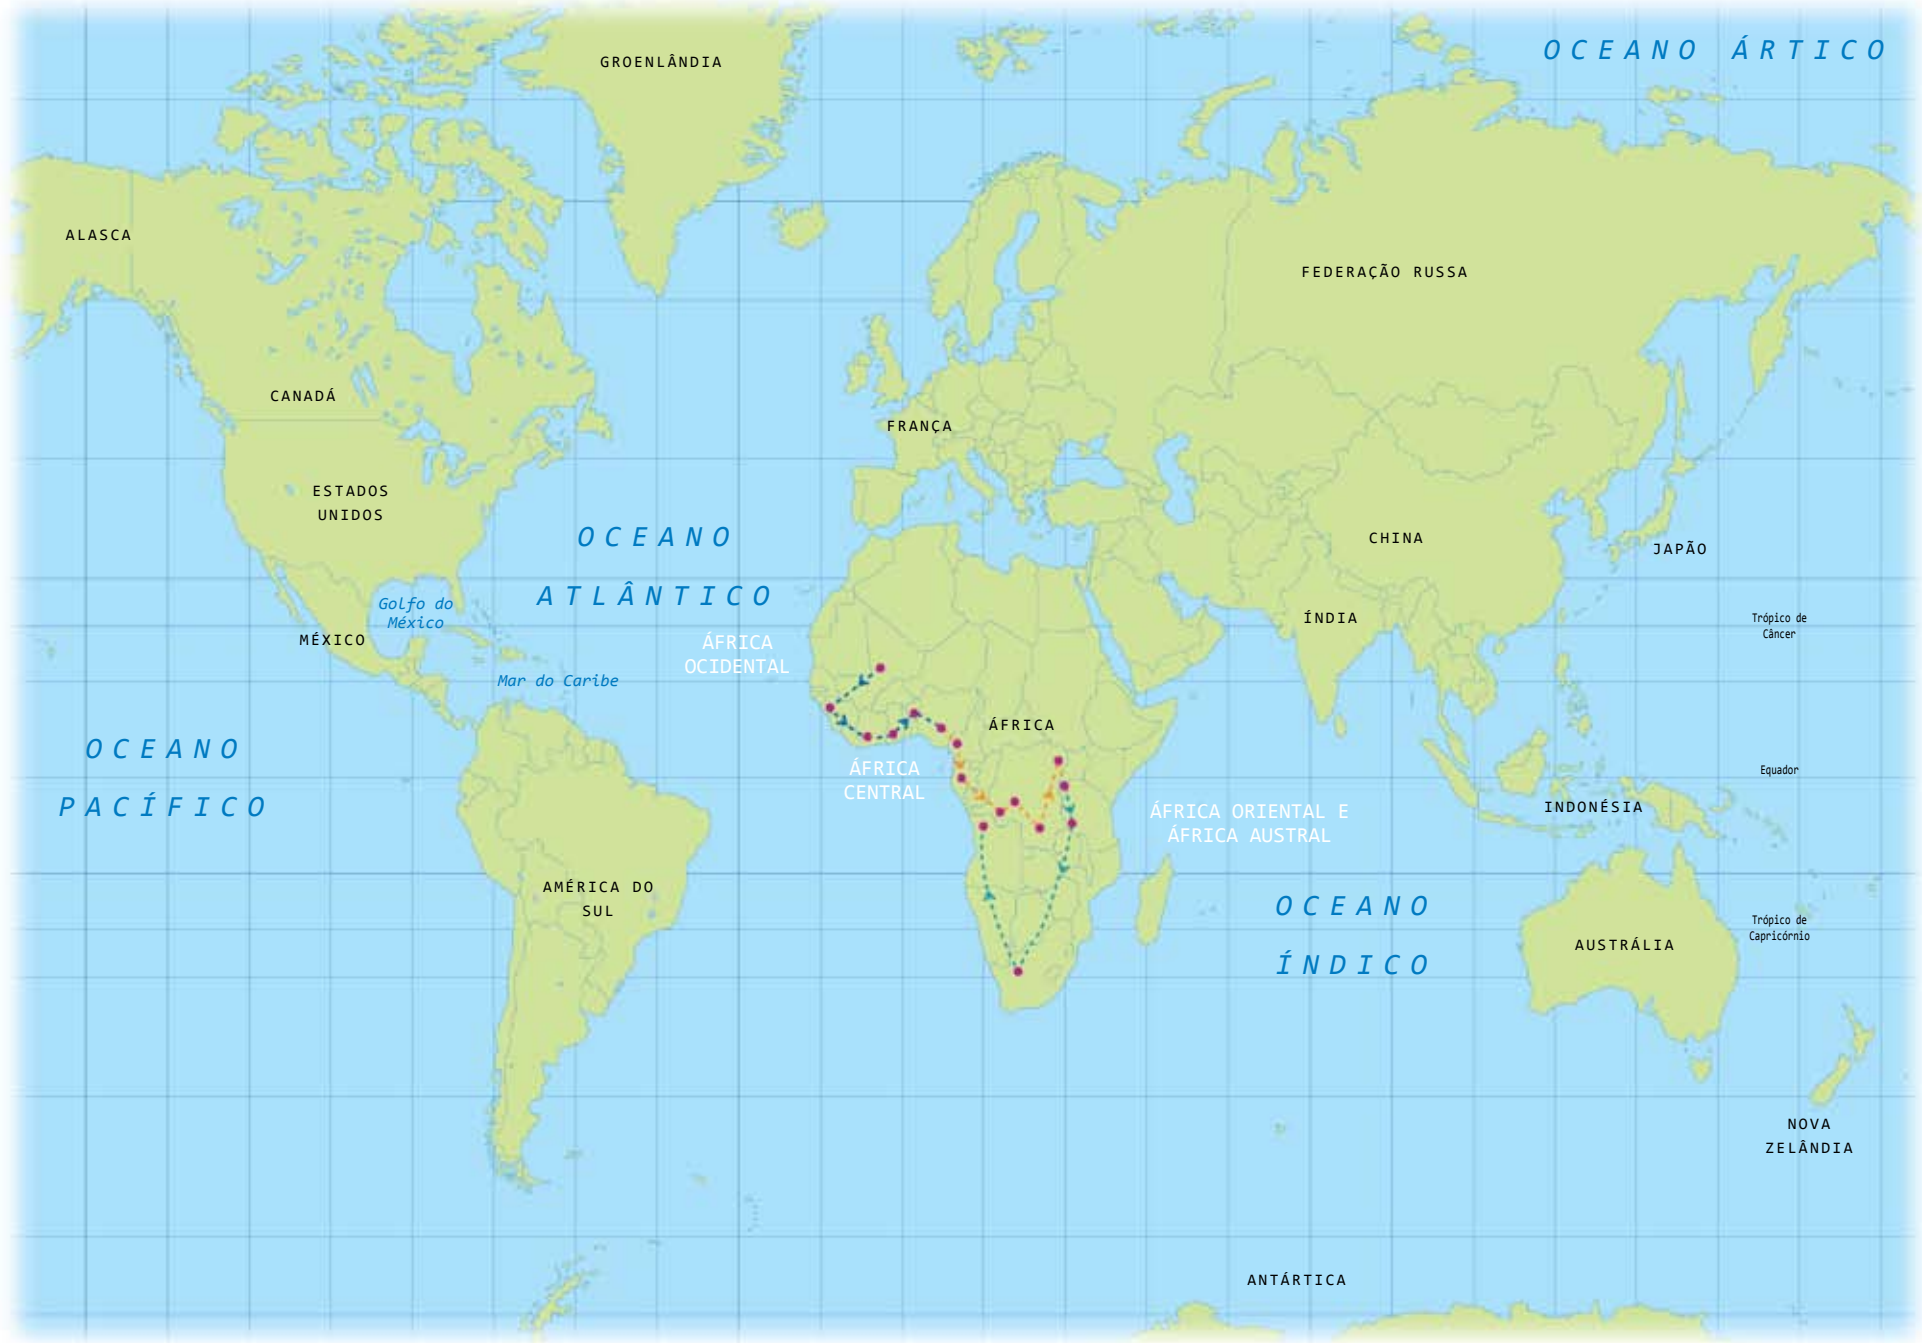 OCEANO ÁRTICO
GROENLÂNDIA
ALASCA
FEDERAÇÃO RUSSA
CANADÁ
FRANÇA
ESTADOS
UNIDOS
OCEANO
ATLÂNTICO
CHINA
JAPÃO
Golfo do
México
MÉXICO
ÍNDIA
Trópico de
Câncer
ÁFRICA
OCIDENTAL
Mar do Caribe
ÁFRICA
OCEANO
PACÍFICO
ÁFRICA
CENTRAL
Equador
ÁFRICA ORIENTAL E
ÁFRICA AUSTRAL
INDONÉSIA
AMÉRICA DO
SUL
OCEANO
ÍNDICO
Trópico de
Capricórnio
AUSTRÁLIA
NOVA
ZELÂNDIA
ANTÁRTICA